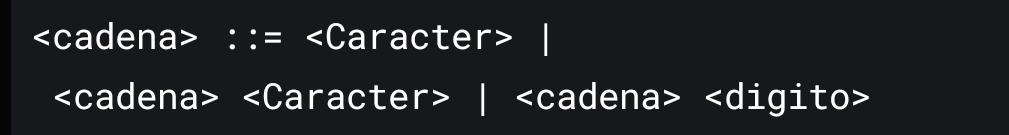 <cadena> ::= <Caracter> |
<cadena> <Caracter> | <cadena> <digito>